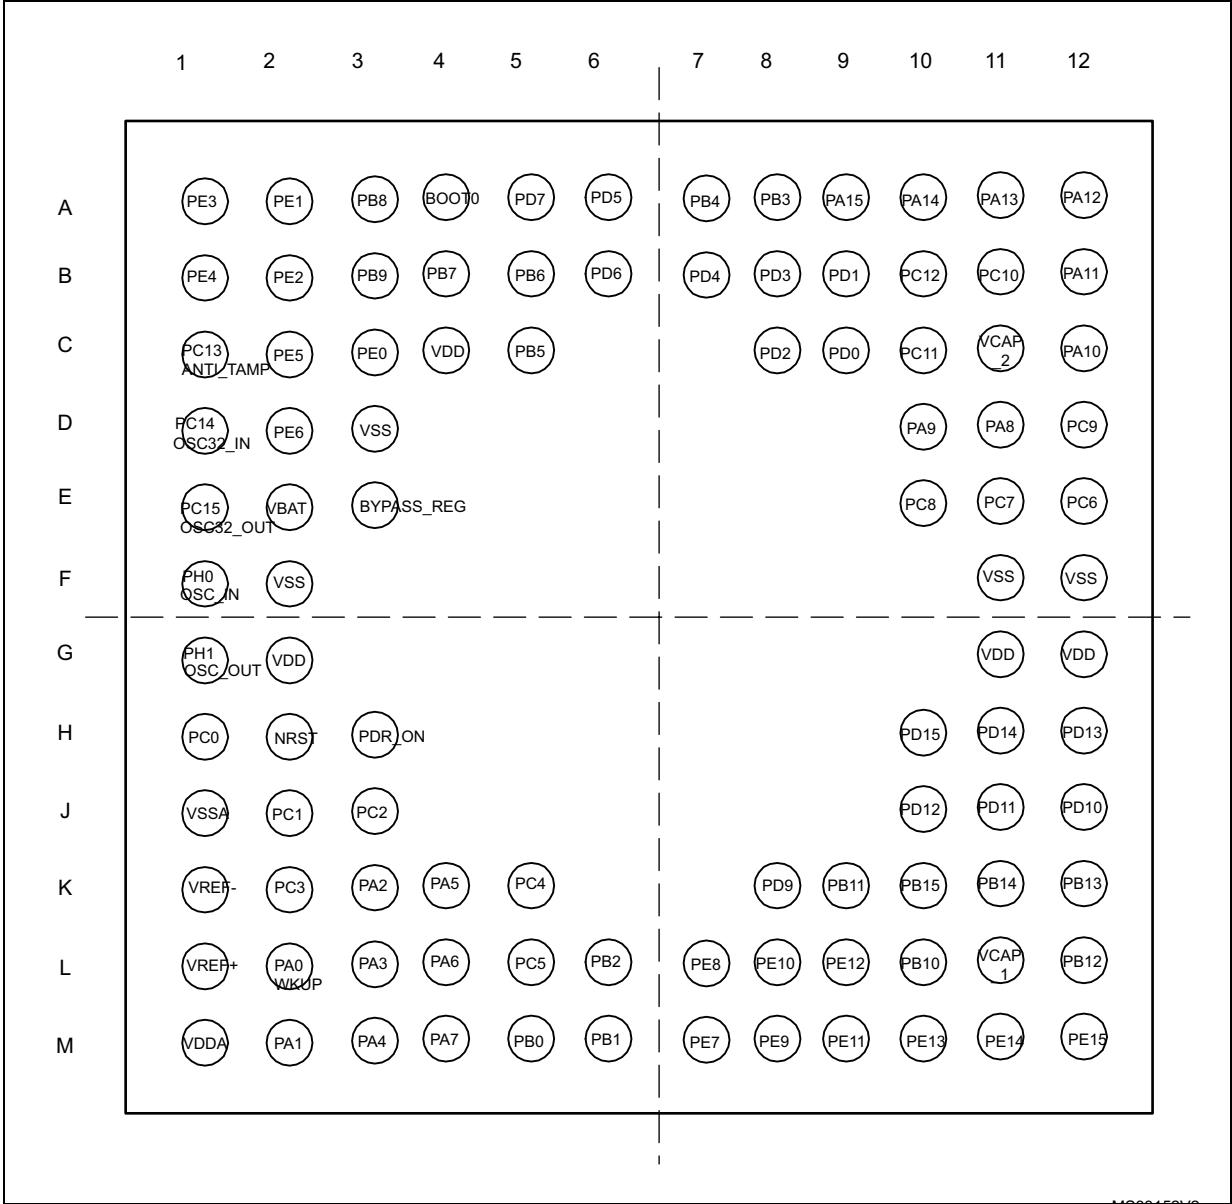 1 2 3 4 5 6 7 8 9 10 11 12
A PE3 PE1 PB8 BOOT0 PD7 PD5 PB4 PB3 PA15 PA14 PA13 PA12
B PE4 PE2 PB9 PB7 PB6 PD6 PD4 PD3 PD1 PC12 PC10 PA11
C PC13 PE5 PE0 VDD PB5 PD2 PD0 PC11 VCAP PA10
ANTI_TAMP _2
D PC14 PE6 VSS PA9 PA8 PC9
OSC32_IN
E PC15 VBAT BYPASS_REG PC8 PC7 PC6
OSC32_OUT
F PH0 VSS VSS VSS
OSC_IN
G PH1 VDD VDD VDD
OSC_OUT
H PC0 NRST PDR_ON PD15 PD14 PD13
J VSSA PC1 PC2 PD12 PD11 PD10
K VREF- PC3 PA2 PA5 PC4 PD9 PB11 PB15 PB14 PB13
L VREF+ PA0 PA3 PA6 PC5 PB2 PE8 PE10 PE12 PB10 VCAP PB12
WKUP _1
M VDDA PA1 PA4 PA7 PB0 PB1 PE7 PE9 PE11 PE13 PE14 PE15